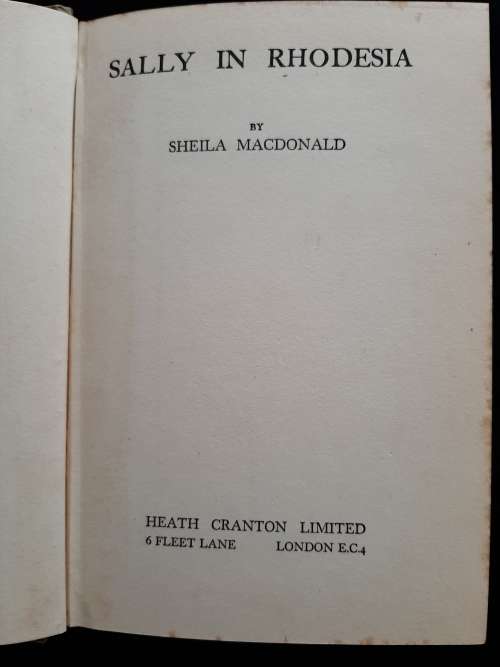 SALLY IN RHODESIA
BY
SHEILA MACDONALD
HEATH CRANTON LIMITED
6 FLEET LANE LONDON E.C.4